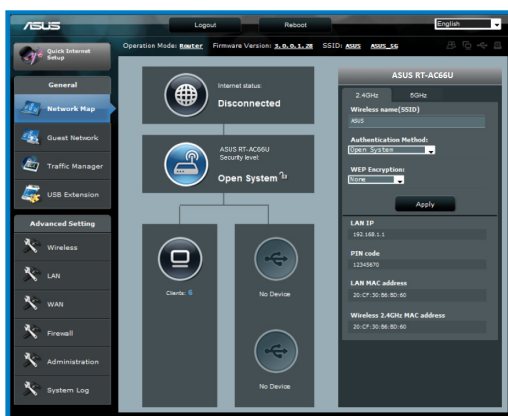 ASUS
Logout
Reboot
English
Quick Internet
Setup
Operation Mode: Router Firmware Version: 3.0.0.1.28 SSID: ASUS ASUS_5G
General
Network Map
Guest Network
Traffic Manager
USB Extension
Advanced Setting
Wireless
LAN
WAN
Firewall
Administration
System Log
Internet status:
Disconnected
ASUS RT-AC66U
Security level:
Open System
Clients: 6
No Device
No Device
ASUS RT-AC66U
2.4GHz 5GHz
Wireless name(SSID)
ASUS
Authentication Method:
Open System
WEP Encryption:
None
Apply
LAN IP
192.168.1.1
PIN code
12345670
LAN MAC address
20:CF:30:B6:BD:60
Wireless 2.4GHz MAC address
20:CF:30:B6:BD:60